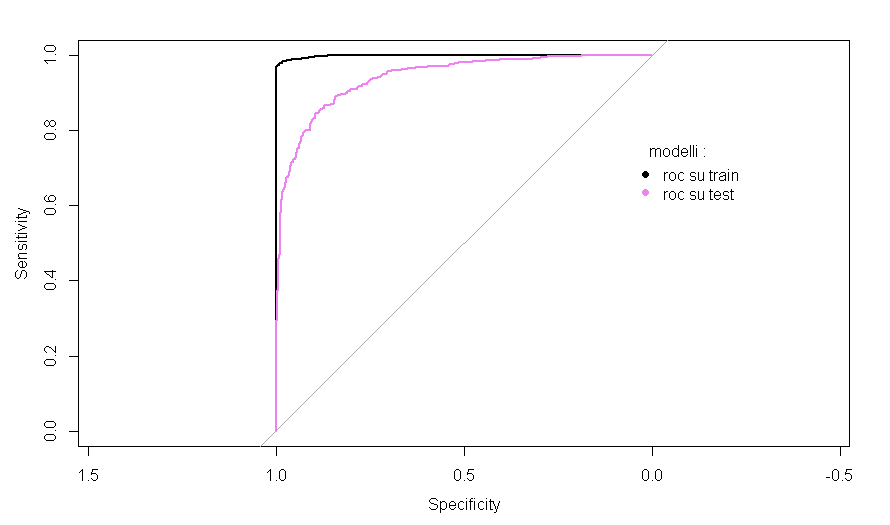 1.0
0.8
0.6
0.4
0.2
0.0
Sensitivity
modelli :
roc su train
roc su test
1.5 1.0 0.5 0.0 -0.5
Specificity